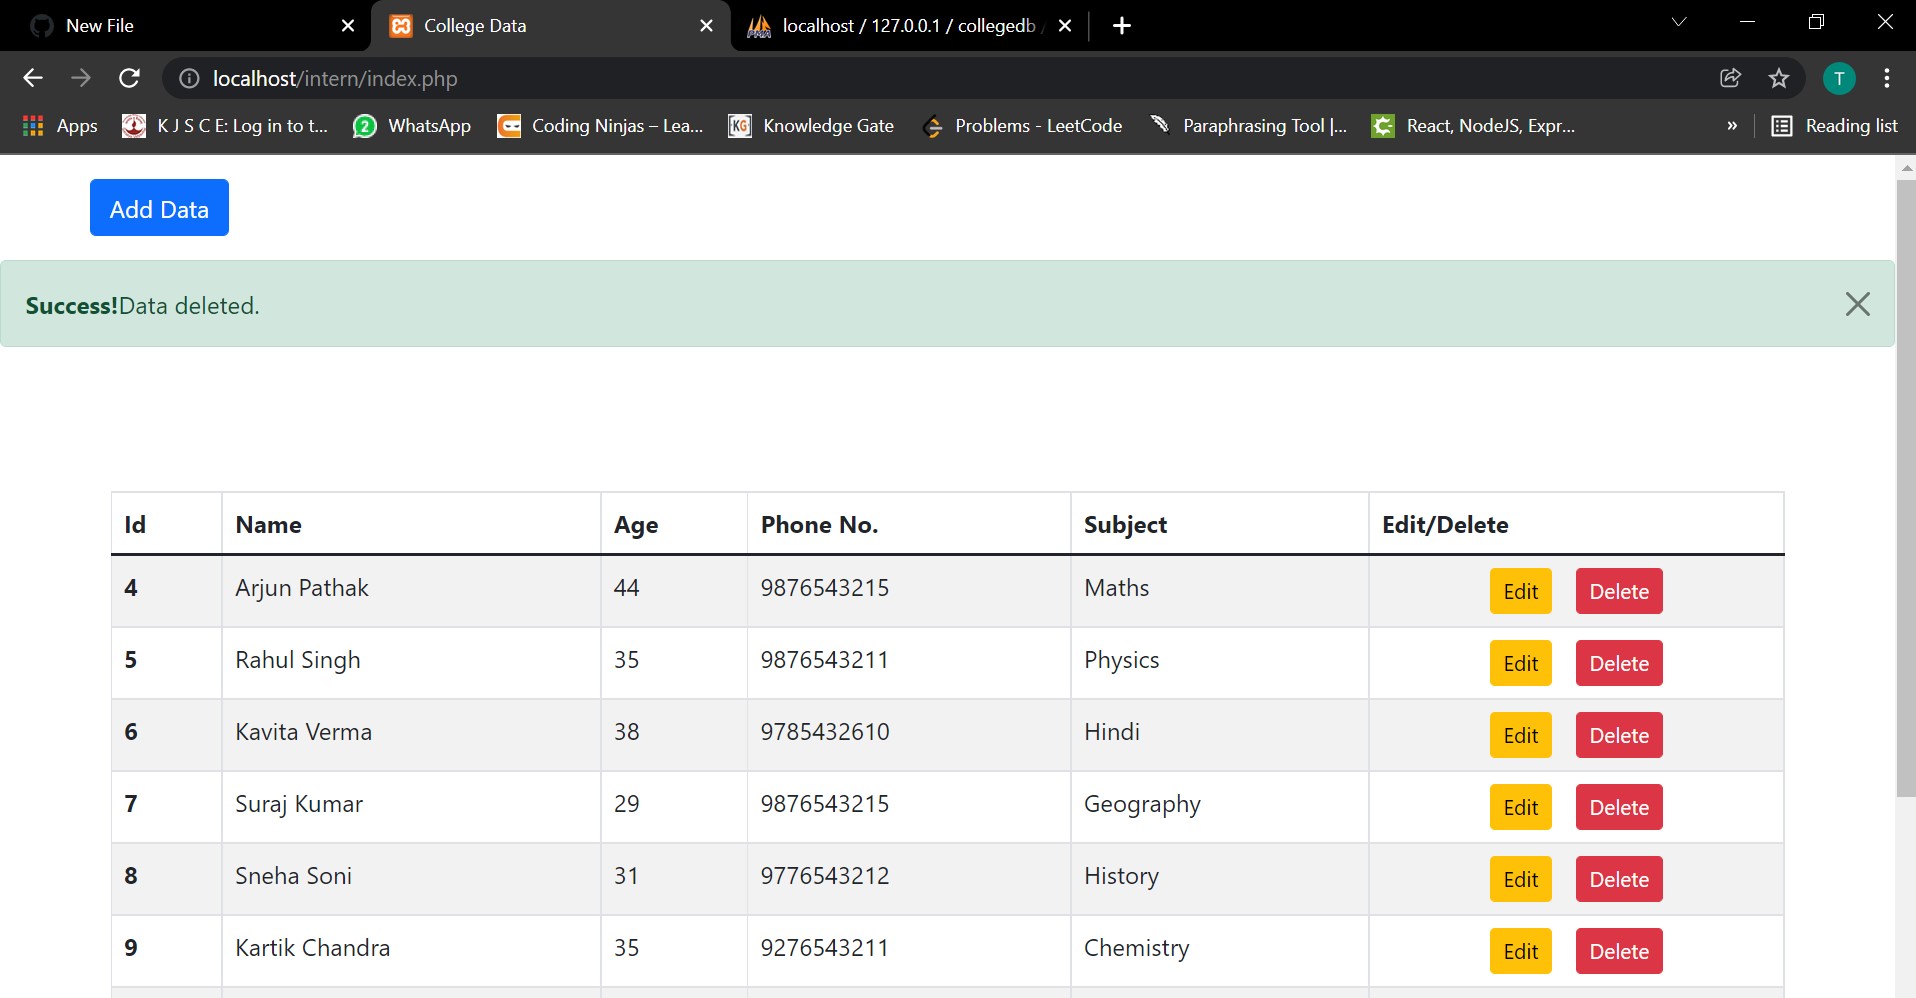 New File
College Data
localhost / 127.0.0.1 / collegedb /
localhost/intern/index.php
T
Apps
K J S C E: Log in to t...
2
WhatsApp
Coding Ninjas – Lea...
KG
Knowledge Gate
Problems - LeetCode
Paraphrasing Tool |...
React, NodeJS, Expr...
»
Reading list
Add Data
Success!Data deleted.
Id Name Age Phone No. Subject Edit/Delete
4 Arjun Pathak 44 9876543215 Maths Edit Delete
5 Rahul Singh 35 9876543211 Physics Edit Delete
6 Kavita Verma 38 9785432610 Hindi Edit Delete
7 Suraj Kumar 29 9876543215 Geography Edit Delete
8 Sneha Soni 31 9776543212 History Edit Delete
9 Kartik Chandra 35 9276543211 Chemistry Edit Delete